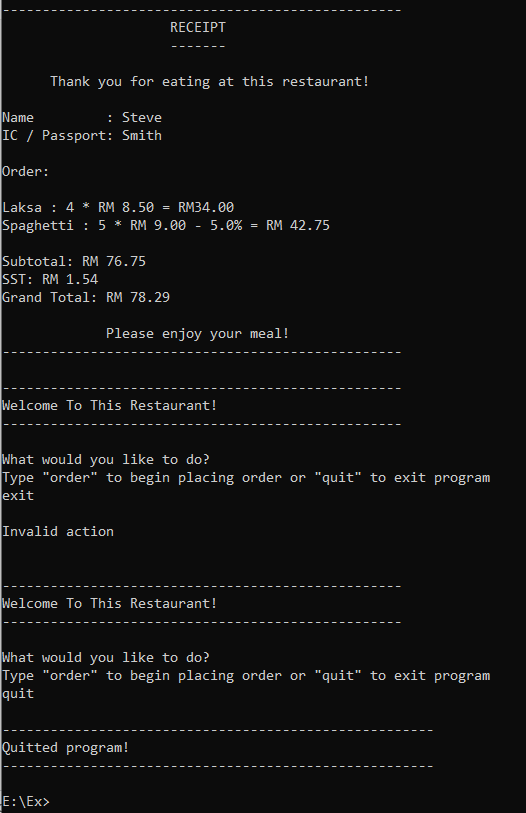 --------------------------------------------------
RECEIPT
-------
Thank you for eating at this restaurant!
Name         : Steve
IC / Passport: Smith
Order:
Laksa : 4 * RM 8.50 = RM34.00
Spaghetti : 5 * RM 9.00 - 5.0% = RM 42.75
Subtotal: RM 76.75
SST: RM 1.54
Grand Total: RM 78.29
Please enjoy your meal!
--------------------------------------------------
--------------------------------------------------
Welcome To This Restaurant!
--------------------------------------------------
What would you like to do?
Type "order" to begin placing order or "quit" to exit program
exit
Invalid action
--------------------------------------------------
Welcome To This Restaurant!
--------------------------------------------------
What would you like to do?
Type "order" to begin placing order or "quit" to exit program
quit
------------------------------------------------------
Quitted program!
------------------------------------------------------
E:\Ex>